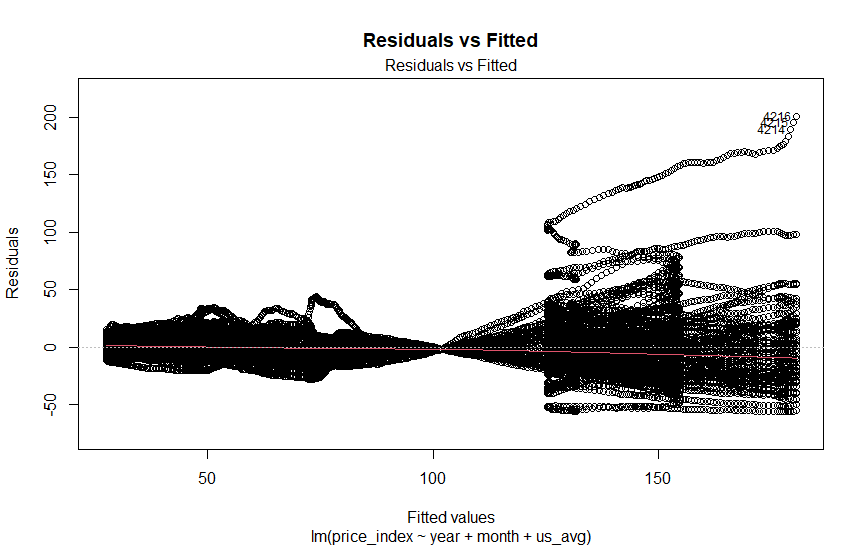 Residuals vs Fitted
Residuals vs Fitted
Residuals
200
150
100
50
0
-50
4216
4215
4214
50
100
150
Fitted values
lm(price_index ~ year + month + us_avg)